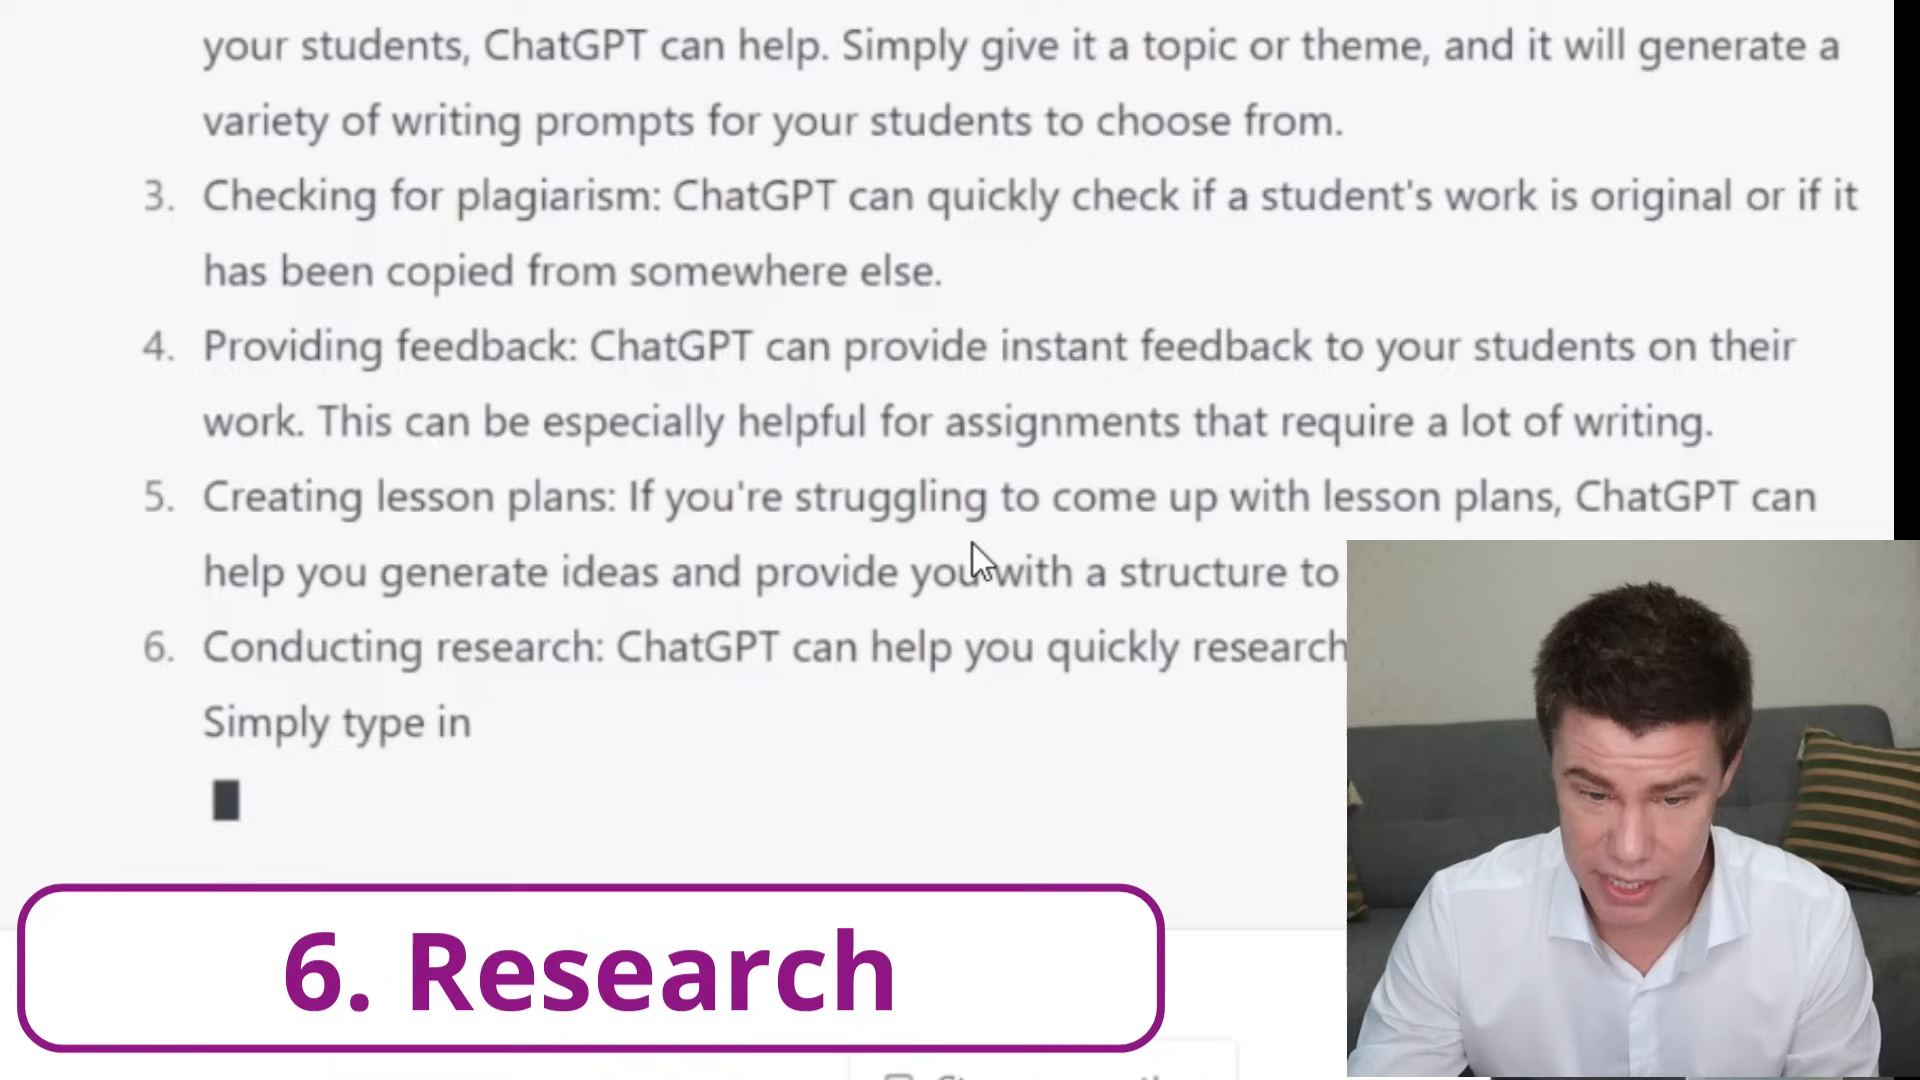 your students, ChatGPT can help. Simply give it a topic or theme, and it will generate a
variety of writing prompts for your students to choose from.
3. Checking for plagiarism: ChatGPT can quickly check if a student's work is original or if it
has been copied from somewhere else.
4. Providing feedback: ChatGPT can provide instant feedback to your students on their
work. This can be especially helpful for assignments that require a lot of writing.
5. Creating lesson plans: If you're struggling to come up with lesson plans, ChatGPT can
help you generate ideas and provide you with a structure to
6. Conducting research: ChatGPT can help you quickly research
Simply type in
6. Research